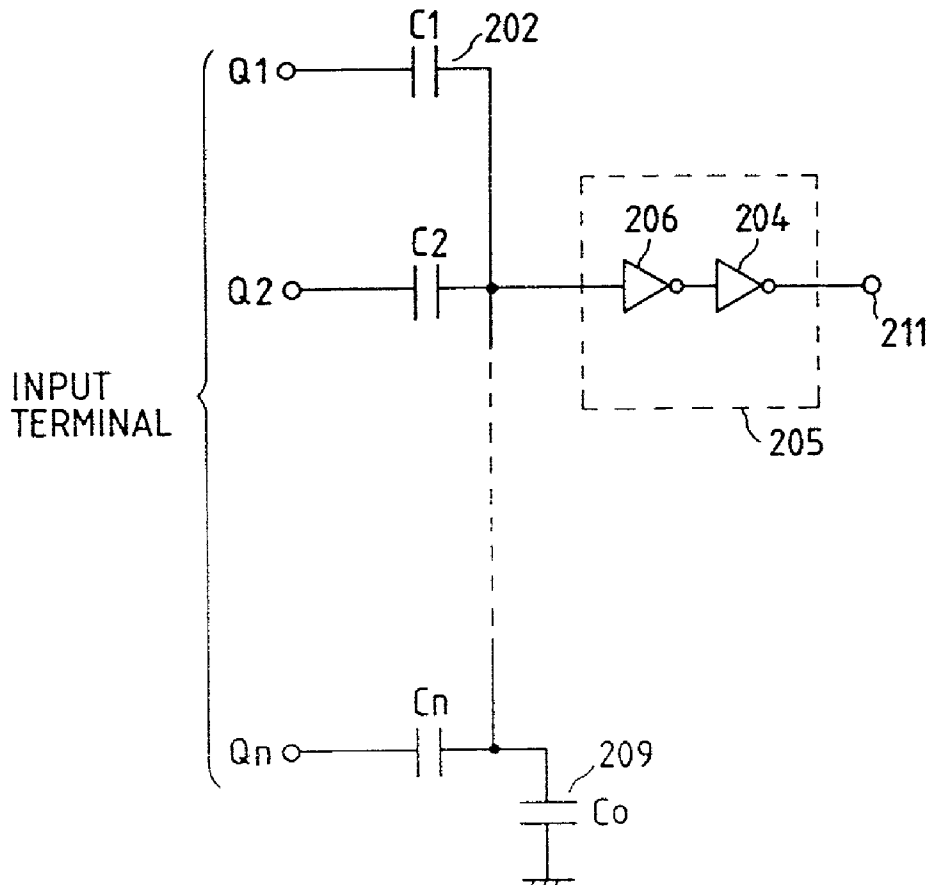 C1
202
Q1
206
204
C2
Q2
211
INPUT
TERMINAL
205
Cn
Qn
209
Co